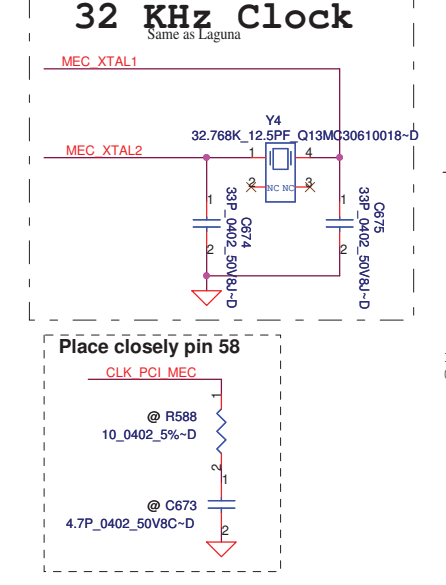 32 KHz Clock
Same as Laguna
MEC_XTAL1
Y4
32.768K_12.5PF_Q13MC30610018~D
MEC_XTAL2
1
4
2
NC NC
3
1
2
C674
33P_0402_50V8J~D
1
2
C675
33P_0402_50V8J~D
Place closely pin 58
CLK_PCI_MEC
1
@ R588
10_0402_5%~D
2
1
@ C673
4.7P_0402_50V8C~D
2